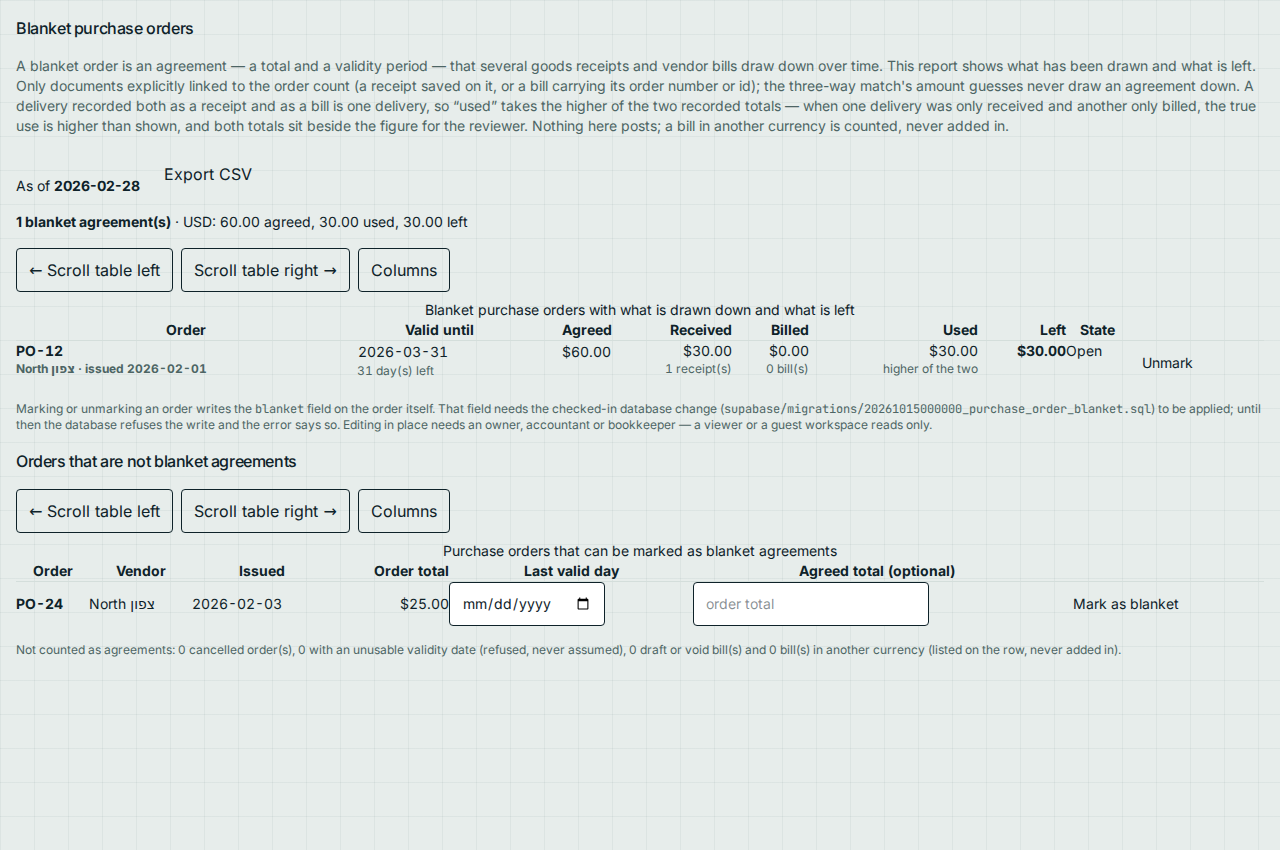 Blanket purchase orders
A blanket order is an agreement — a total and a validity period — that several goods receipts and vendor bills draw down over time. This report shows what has been drawn and what is left.
Only documents explicitly linked to the order count (a receipt saved on it, or a bill carrying its order number or id); the three-way match's amount guesses never draw an agreement down. A
delivery recorded both as a receipt and as a bill is one delivery, so “used” takes the higher of the two recorded totals — when one delivery was only received and another only billed, the true
use is higher than shown, and both totals sit beside the figure for the reviewer. Nothing here posts; a bill in another currency is counted, never added in.
As of 2026-02-28 Export CSV
1 blanket agreement(s) · USD: 60.00 agreed, 30.00 used, 30.00 left
← Scroll table left Scroll table right → Columns
Blanket purchase orders with what is drawn down and what is left
Order Valid until Agreed Received Billed Used Left State
PO-12 2026-03-31 $60.00 $30.00 $0.00 $30.00 $30.00 Open Unmark
North צפון · issued 2026-02-01 31 day(s) left 1 receipt(s) 0 bill(s) higher of the two
Marking or unmarking an order writes the blanket field on the order itself. That field needs the checked-in database change (supabase/migrations/20261015000000_purchase_order_blanket.sql) to be applied; until
then the database refuses the write and the error says so. Editing in place needs an owner, accountant or bookkeeper — a viewer or a guest workspace reads only.
Orders that are not blanket agreements
← Scroll table left Scroll table right → Columns
Purchase orders that can be marked as blanket agreements
Order Vendor Issued Order total Last valid day Agreed total (optional)
PO-24 North צפון 2026-02-03 $25.00 mm/dd/yyyy order total Mark as blanket
Not counted as agreements: 0 cancelled order(s), 0 with an unusable validity date (refused, never assumed), 0 draft or void bill(s) and 0 bill(s) in another currency (listed on the row, never added in).